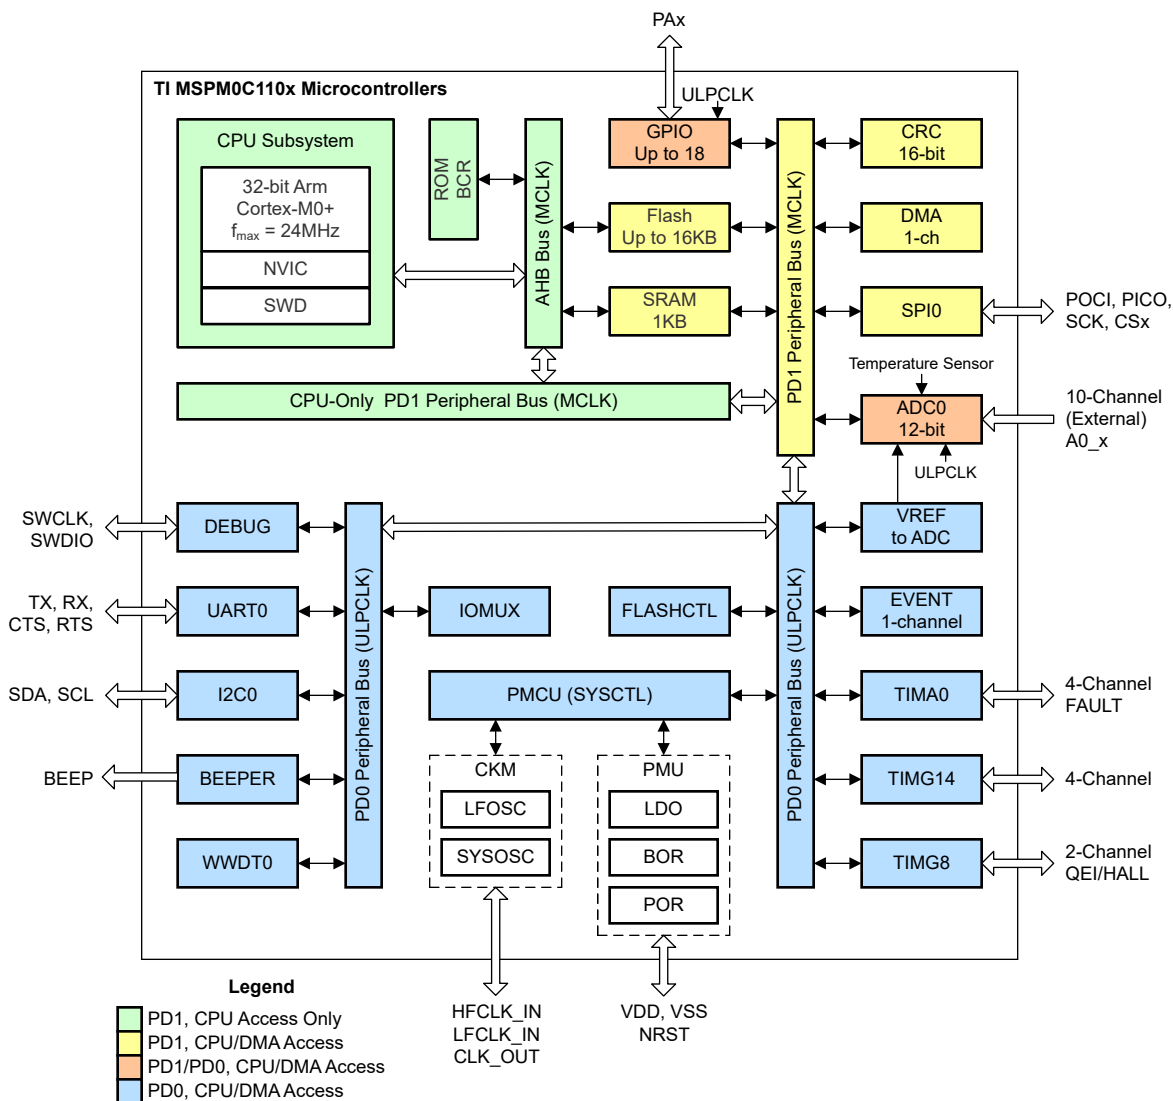 PAx
TI MSPM0C110x Microcontrollers
ULPCLK
CPU Subsystem
32-bit Arm
Cortex-M0+
fmax = 24MHz
NVIC
SWD
ROM
BCR
AHB Bus (MCLK)
GPIO
Up to 18
Flash
Up to 16KB
SRAM
1KB
PD1 Peripheral Bus (MCLK)
CRC
16-bit
DMA
1-ch
SPI0
POCI, PICO,
SCK, CSx
Temperature Sensor
ADC0
12-bit
ULPCLK
10-Channel
(External)
A0_x
CPU-Only PD1 Peripheral Bus (MCLK)
SWCLK,
SWDIO
DEBUG
TX, RX,
CTS, RTS
UART0
SDA, SCL
I2C0
BEEP
BEEPER
WWDT0
PD0 Peripheral Bus (ULPCLK)
IOMUX
FLASHCTL
PMCU (SYSCTL)
CKM
LFOSC
SYSOSC
PMU
LDO
BOR
POR
PD0 Peripheral Bus (ULPCLK)
VREF
to ADC
EVENT
1-channel
TIMA0
4-Channel
FAULT
TIMG14
4-Channel
TIMG8
2-Channel
QEI/HALL
HFCLK_IN
LFCLK_IN
CLK_OUT
VDD, VSS
NRST
Legend
PD1, CPU Access Only
PD1, CPU/DMA Access
PD1/PD0, CPU/DMA Access
PD0, CPU/DMA Access